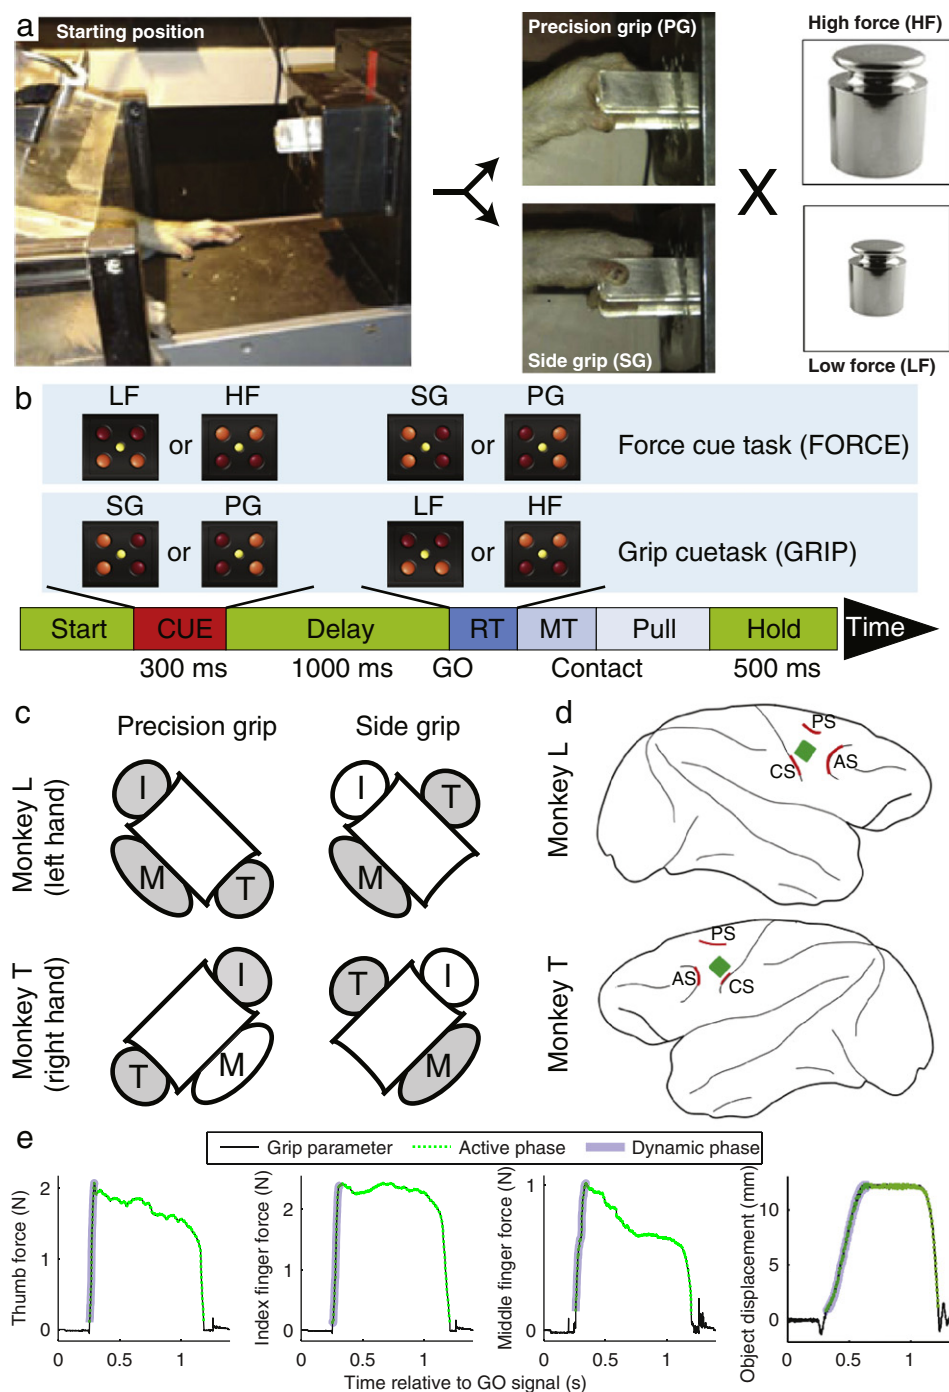 a
Starting position
Precision grip (PG)
High force (HF)
X
Side grip (SG)
Low force (LF)
b
LF HF SG PG
or or
Force cue task (FORCE)
SG PG LF HF
or or
Grip cuetask (GRIP)
Start CUE Delay RT MT Pull Hold Time
300 ms 1000 ms GO Contact 500 ms
c
Precision grip Side grip
Monkey L
(left hand)
I M T
I T M
Monkey T
(right hand)
I T M
T I M
d
Monkey L
PS
CS
AS
Monkey T
PS
AS
CS
e
Grip parameter Active phase Dynamic phase
Thumb force (N)
2
1
0
0 0.5 1
Index finger force (N)
2
1
0
0 0.5 1
Middle finger force (N)
1
0
0 0.5 1
Object displacement (mm)
10
5
0
0 0.5 1
Time relative to GO signal (s)